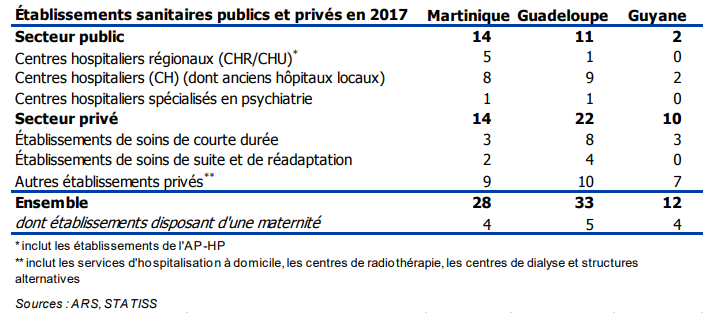 Établissements sanitaires publics et privés en 2017 Martinique Guadeloupe Guyane
Secteur public 14 11 2
Centres hospitaliers régionaux (CHR/CHU)* 5 1 0
Centres hospitaliers (CH) (dont anciens hôpitaux locaux) 8 9 2
Centres hospitaliers spécialisés en psychiatrie 1 1 0
Secteur privé 14 22 10
Établissements de soins de courte durée 3 8 3
Établissements de soins de suite et de réadaptation 2 4 0
Autres établissements privés** 9 10 7
Ensemble 28 33 12
dont établissements disposant d'une maternité 4 5 4
* inclut les établissements de l'AP-HP
** inclut les services d'hospitalisation à domicile, les centres de radiothérapie, les centres de dialyse et structures
alternatives
Sources : ARS, STATISS